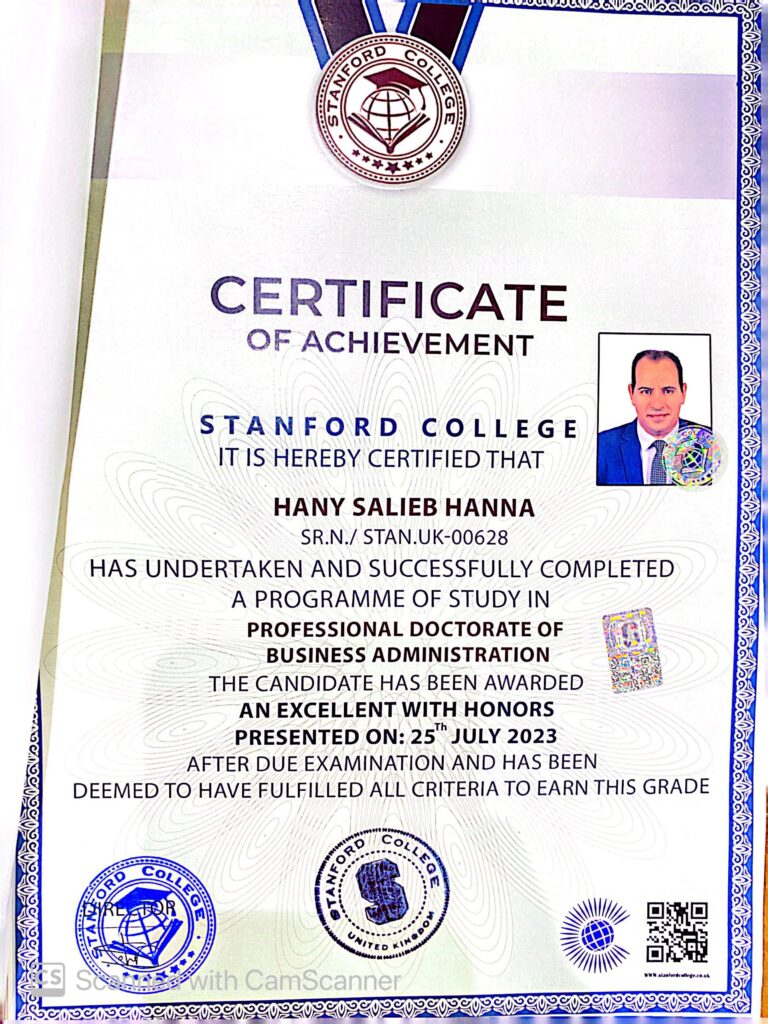 STANFORD COLLEGE
CERTIFICATE
OF ACHIEVEMENT
STANFORD COLLEGE
IT IS HEREBY CERTIFIED THAT
HANY SALIEB HANNA
SR.N./ STAN.UK-00628
HAS UNDERTAKEN AND SUCCESSFULLY COMPLETED
A PROGRAMME OF STUDY IN
PROFESSIONAL DOCTORATE OF
BUSINESS ADMINISTRATION
THE CANDIDATE HAS BEEN AWARDED
AN EXCELLENT WITH HONORS
PRESENTED ON: 25Th JULY 2023
AFTER DUE EXAMINATION AND HAS BEEN
DEEMED TO HAVE FULFILLED ALL CRITERIA TO EARN THIS GRADE
STANFORD COLLEGE
DIRECTOR
STANFORD COLLEGE
S
UNITED KINGDOM
www.stanfordcollege.co.uk
CS Scanned with CamScanner